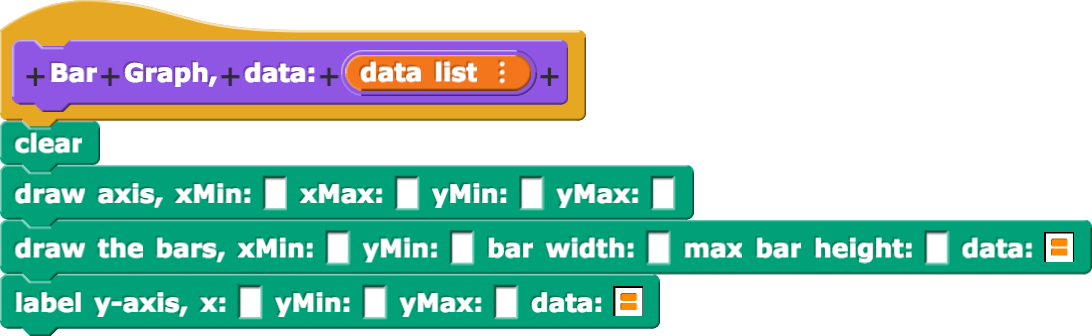 + Bar + Graph, + data: + data list ⋮ +
clear
draw axis, xMin: xMax: yMin: yMax:
draw the bars, xMin: yMin: bar width: max bar height: data:
label y-axis, x: yMin: yMax: data: